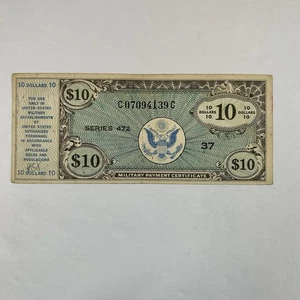 10 DOLLARS 10
FOR USE
ONLY IN
UNITED STATES
MILITARY
ESTABLISHMENTS
BY
UNITED STATES
AUTHORIZED
PERSONNEL
IN ACCORDANCE
WITH
APPLICABLE
RULES AND
REGULATIONS
10 DOLLARS 10
$10
C07094139C
SERIES 472
10
DOLLARS
10
10
10
DOLLARS
10
37
$10
$10
MILITARY PAYMENT CERTIFICATE